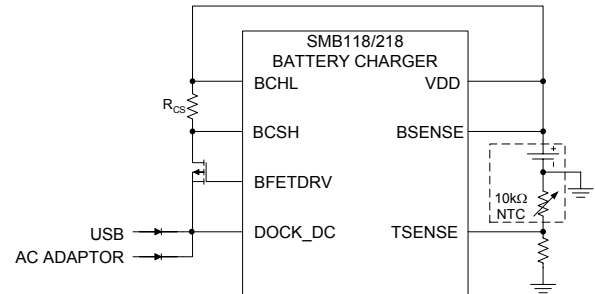 SMB118/218
BATTERY CHARGER
BCHL
VDD
RCS
BCSH
BSENSE
+
-
BFETDRV
10kΩ
NTC
USB
DOCK_DC
TSENSE
AC ADAPTOR